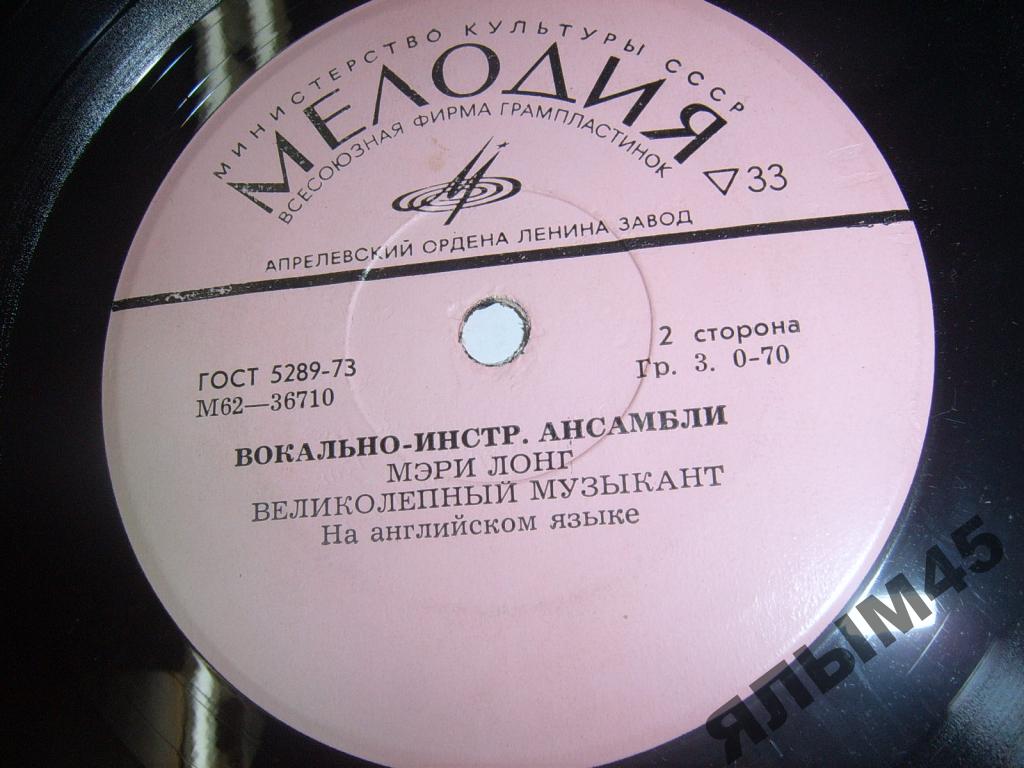 МИНИСТЕРСТВО КУЛЬТУРЫ СССР
МЕЛОДИЯ
ВСЕСОЮЗНАЯ ФИРМА ГРАМПЛАСТИНОК
▽33
АПРЕЛЕВСКИЙ ОРДЕНА ЛЕНИНА ЗАВОД
ГОСТ 5289-73
М62—36710
2 сторона
Гр. 3. 0-70
ВОКАЛЬНО-ИНСТР. АНСАМБЛИ
МЭРИ ЛОНГ
ВЕЛИКОЛЕПНЫЙ МУЗЫКАНТ
На английском языке
ЯЛЫМ45